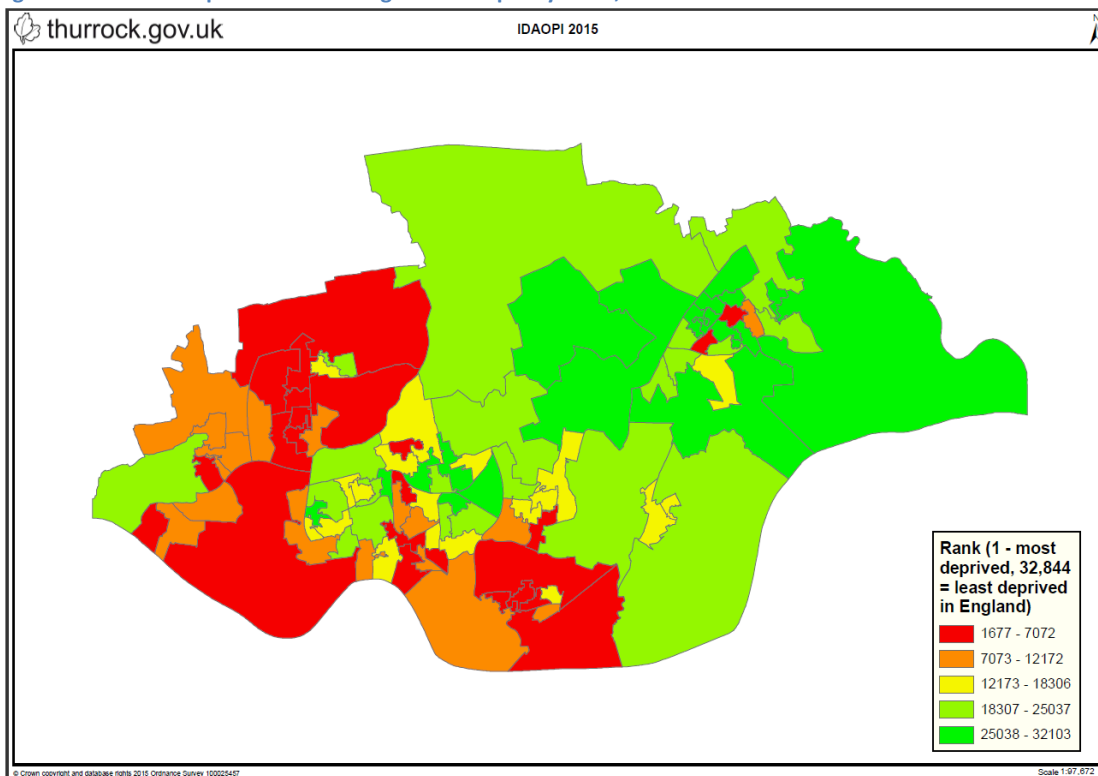 thurrock.gov.uk
IDAOPI 2015
N
Rank (1 - most
deprived, 32,844
= least deprived
in England)
1677 - 7072
7073 - 12172
12173 - 18306
18307 - 25037
25038 - 32103
© Crown copyright and database rights 2015 Ordnance Survey 100025457
Scale 1:97,672